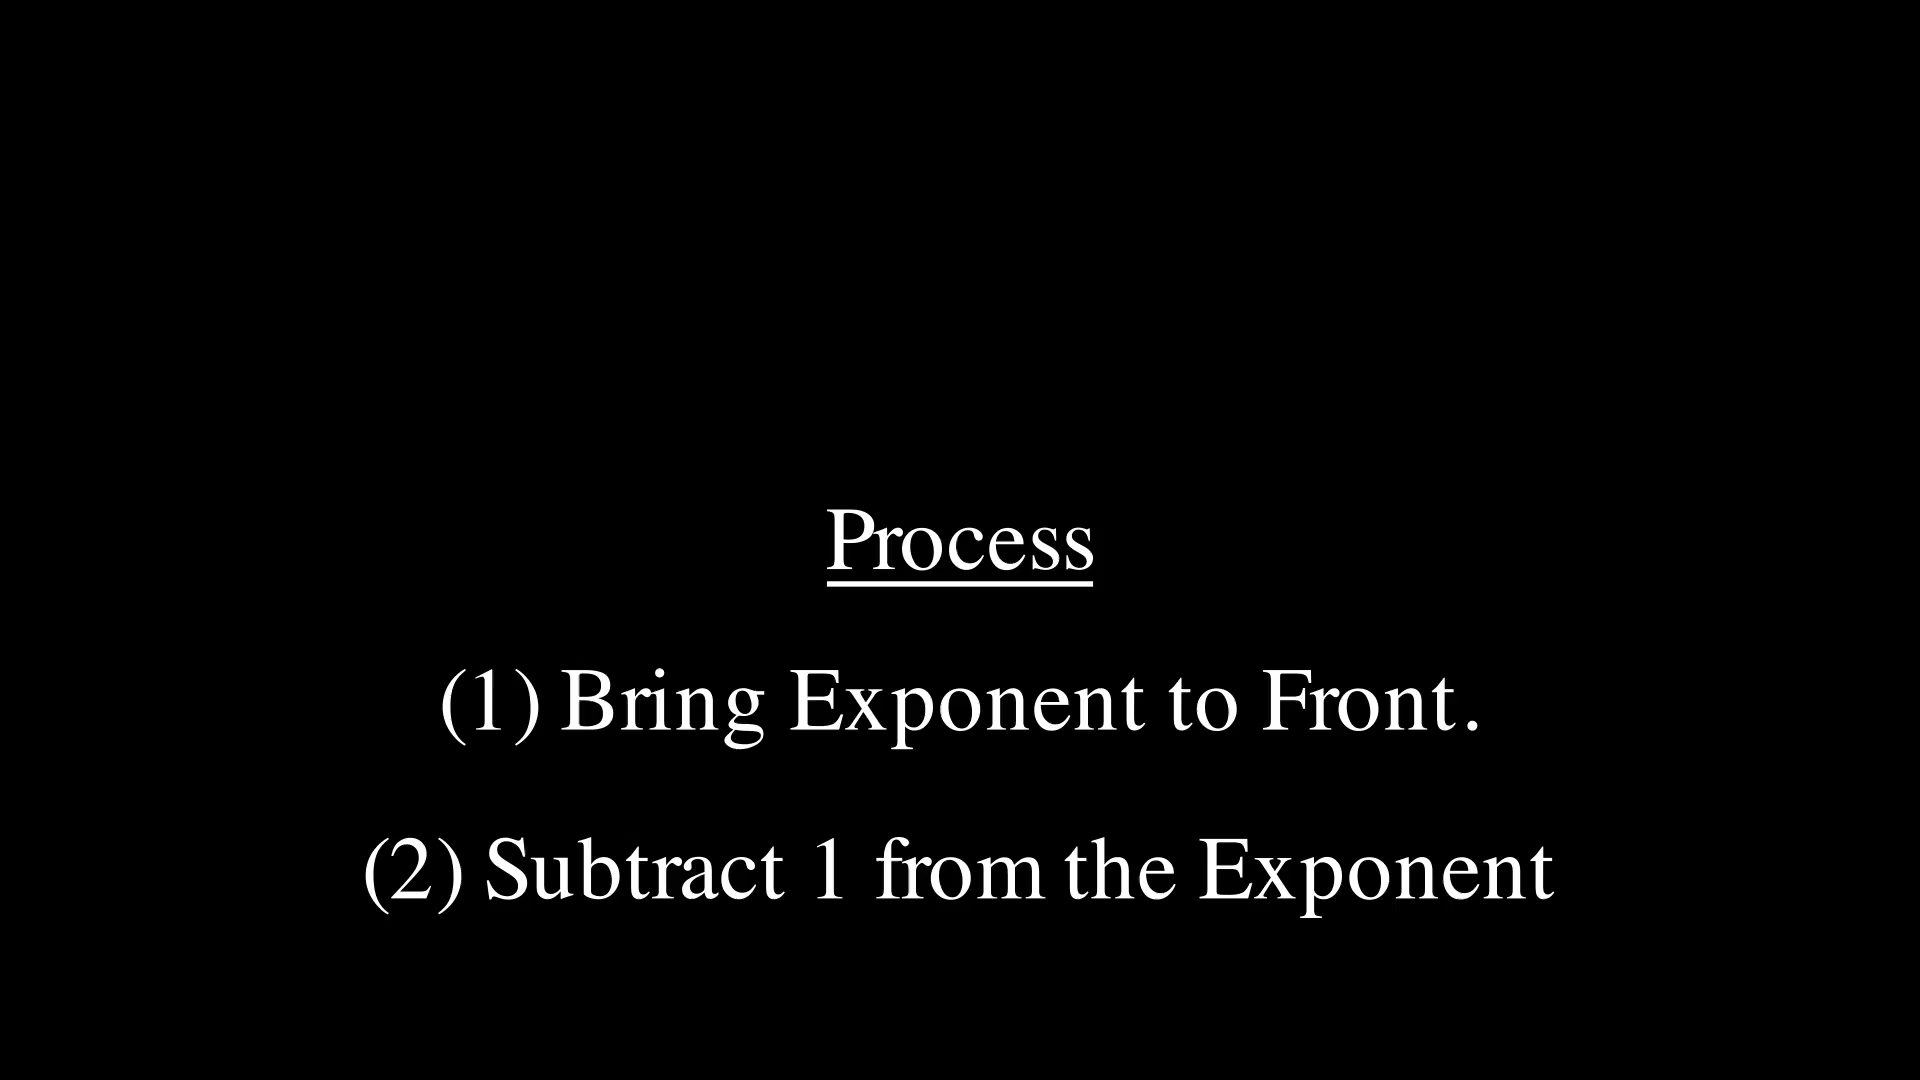 Process
(1) Bring Exponent to Front.
(2) Subtract 1 from the Exponent